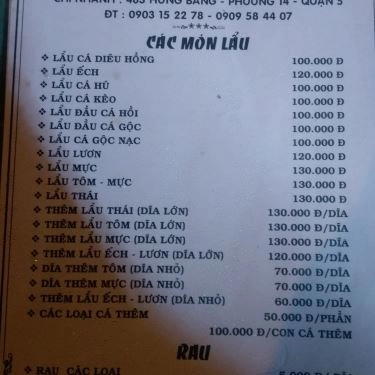 CHI NHÁNH : 483 HỒNG BÀNG - PHƯỜNG 14 - QUẬN 5
ĐT : 0903 15 22 78 - 0909 58 44 07
CÁC MÓN LẨU
❖ LẨU CÁ DIÊU HỒNG 100.000 Đ
❖ LẨU ẾCH 120.000 Đ
❖ LẨU CÁ HÚ 100.000 Đ
❖ LẨU CÁ KÈO 100.000 Đ
❖ LẨU ĐẦU CÁ HỒI 100.000 Đ
❖ LẨU ĐẦU CÁ GỘC 100.000 Đ
❖ LẨU CÁ GỘC NẠC 100.000 Đ
❖ LẨU LƯƠN 120.000 Đ
❖ LẨU MỰC 130.000 Đ
❖ LẨU TÔM - MỰC 130.000 Đ
❖ LẨU THÁI 130.000 Đ
❖ THÊM LẨU THÁI (DĨA LỚN) 130.000 Đ/DĨA
❖ THÊM LẨU TÔM (DĨA LỚN) 130.000 Đ/DĨA
❖ THÊM LẨU MỰC (DĨA LỚN) 130.000 Đ/DĨA
❖ THÊM LẨU ẾCH - LƯƠN (DĨA LỚN) 120.000 Đ/DĨA
❖ DĨA THÊM TÔM (DĨA NHỎ) 70.000 Đ/DĨA
❖ DĨA THÊM MỰC (DĨA NHỎ) 70.000 Đ/DĨA
❖ THÊM LẨU ẾCH - LƯƠN (DĨA NHỎ) 60.000 Đ/DĨA
❖ CÁC LOẠI CÁ THÊM 50.000 Đ/PHẦN
100.000 Đ/CON CÁ THÊM
RAU
❖ RAU CÁC LOẠI 5.000 Đ/DĨA